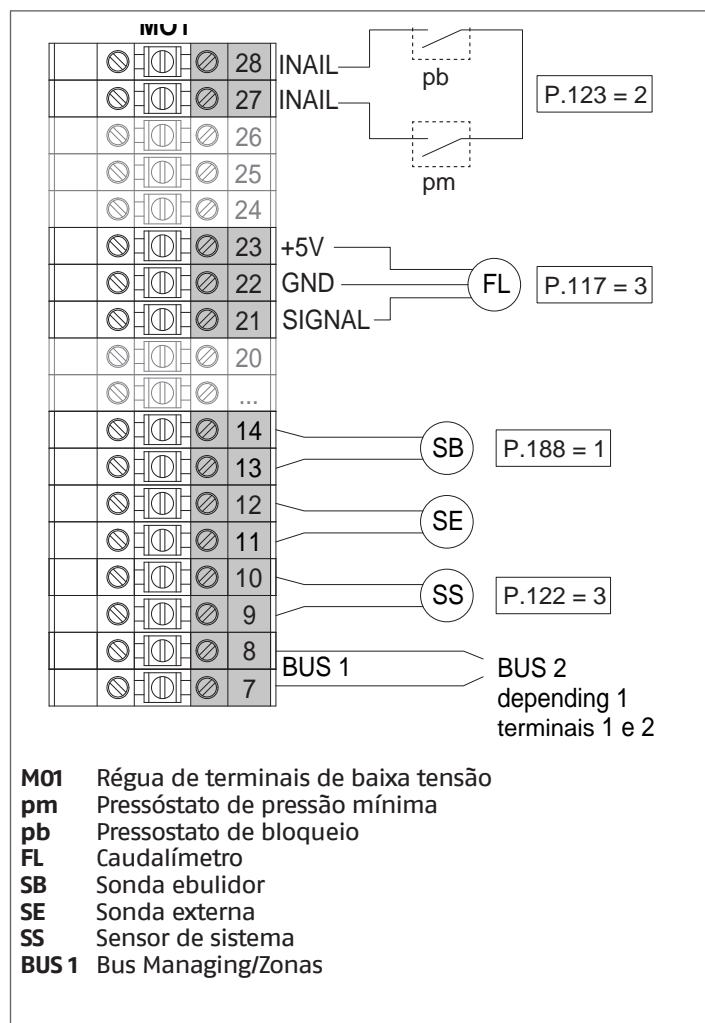 M01
28 INAIL
pb
27 INAIL
P.123 = 2
26
25
pm
24
23 +5V
22 GND
FL
P.117 = 3
21 SIGNAL
20
...
14
SB
P.188 = 1
13
12
SE
11
10
SS
P.122 = 3
9
8
BUS 1
BUS 2
7
depending 1
terminais 1 e 2
M01 Régua de terminais de baixa tensão
pm Pressóstato de pressão mínima
pb Pressostato de bloqueio
FL Caudalímetro
SB Sonda ebulidor
SE Sonda externa
SS Sensor de sistema
BUS 1 Bus Managing/Zonas